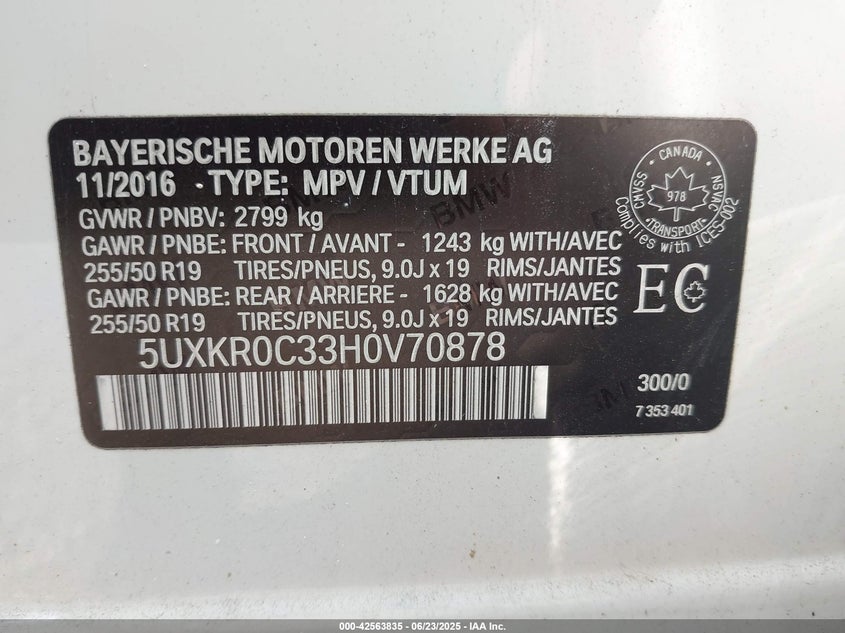 BAYERISCHE MOTOREN WERKE AG
11/2016 TYPE: MPV / VTUM
GVWR / PNBV: 2799 kg
GAWR / PNBE: FRONT / AVANT - 1243 kg WITH/AVEC
255/50 R19 TIRES/PNEUS, 9.0J x 19 RIMS/JANTES
GAWR / PNBE: REAR / ARRIERE - 1628 kg WITH/AVEC
255/50 R19 TIRES/PNEUS, 9.0J x 19 RIMS/JANTES
5UXKR0C33H0V70878
CANADA
CMVSS
NSVAC
978
TRANSPORT
Complies with ICES-002
EC
300/0
7 353 401
BMW
000-42563835 - 06/23/2025 - IAA Inc.